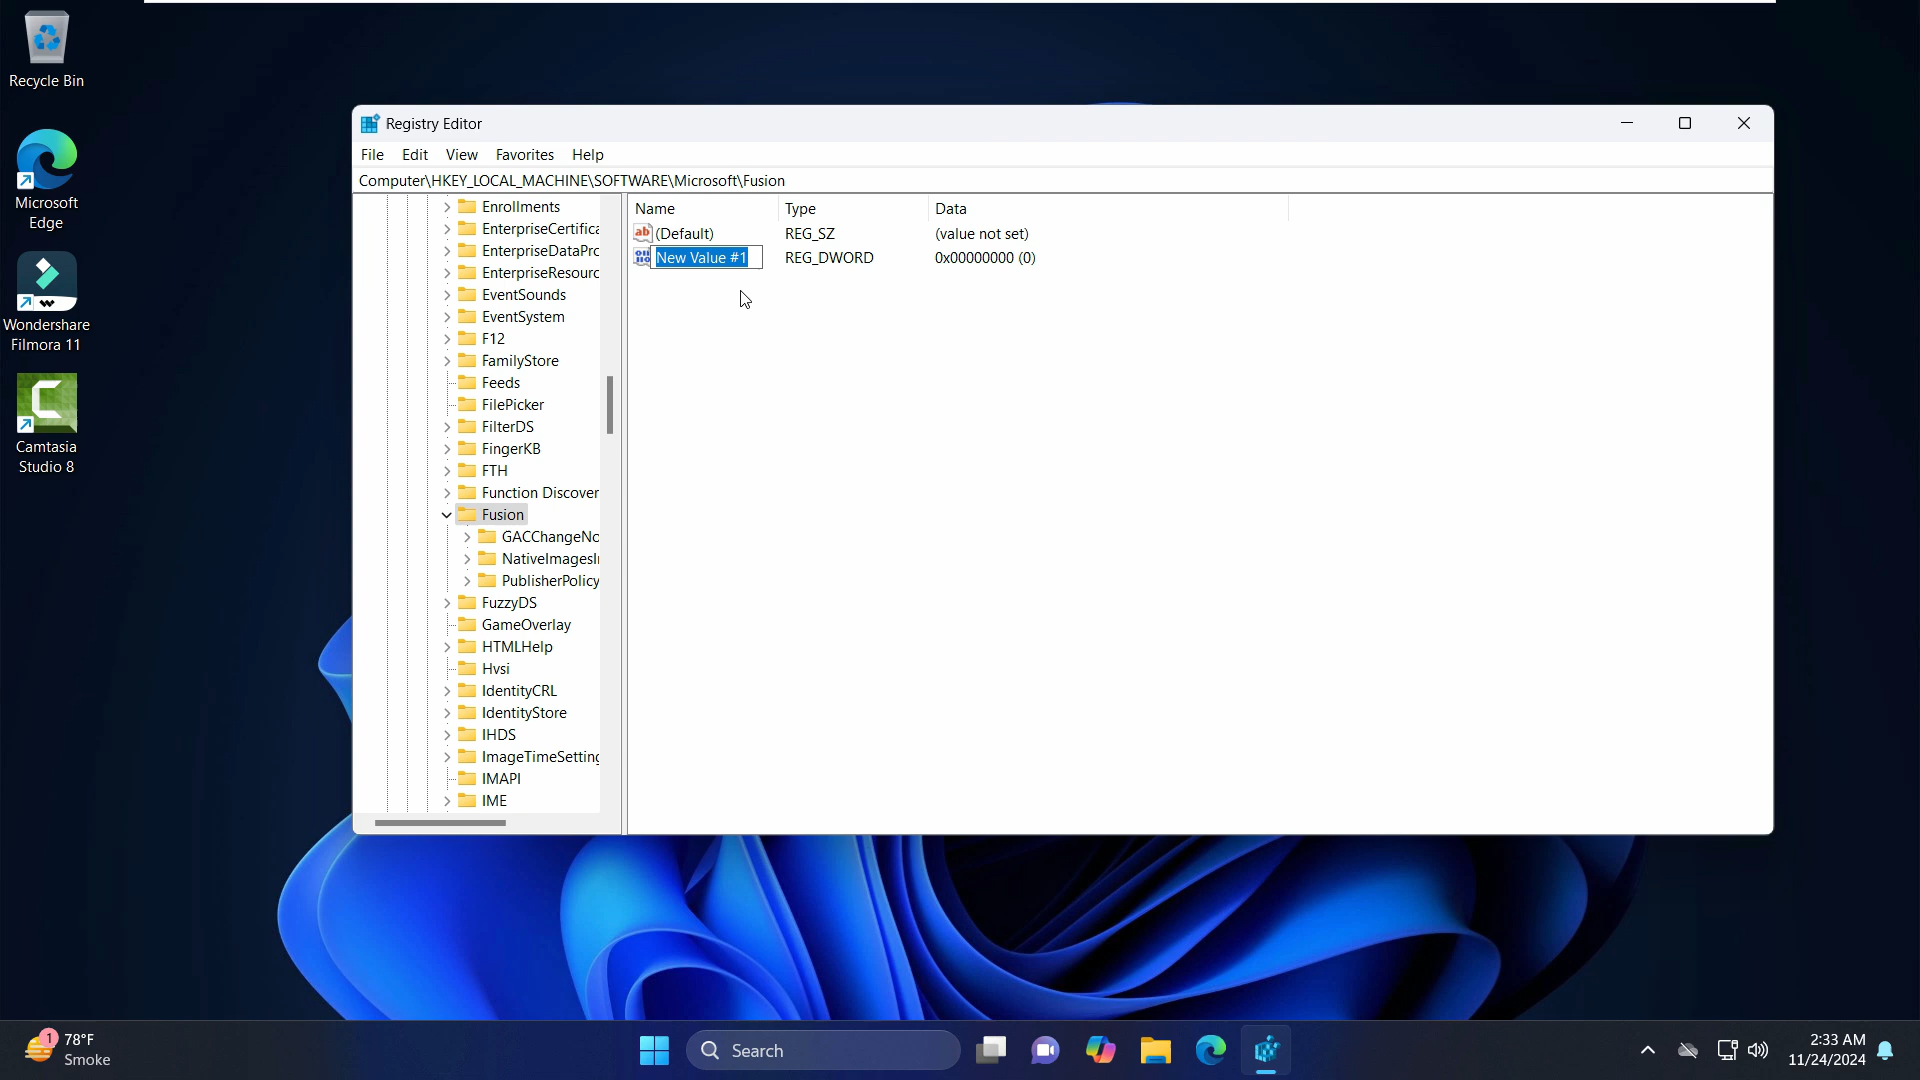 Recycle Bin
Microsoft
Edge
Wondershare
Filmora 11
Camtasia
Studio 8
Registry Editor
File Edit View Favorites Help
Computer\HKEY_LOCAL_MACHINE\SOFTWARE\Microsoft\Fusion
Enrollments
EnterpriseCertifica
EnterpriseDataPro
EnterpriseResourc
EventSounds
EventSystem
F12
FamilyStore
Feeds
FilePicker
FilterDS
FingerKB
FTH
Function Discover
Fusion
GACChangeNo
NativeImagesI
PublisherPolicy
FuzzyDS
GameOverlay
HTMLHelp
Hvsi
IdentityCRL
IdentityStore
IHDS
ImageTimeSetting
IMAPI
IME
Name Type Data
ab (Default) REG_SZ (value not set)
New Value #1 REG_DWORD 0x00000000 (0)
1 78°F
Smoke
Search
2:33 AM
11/24/2024